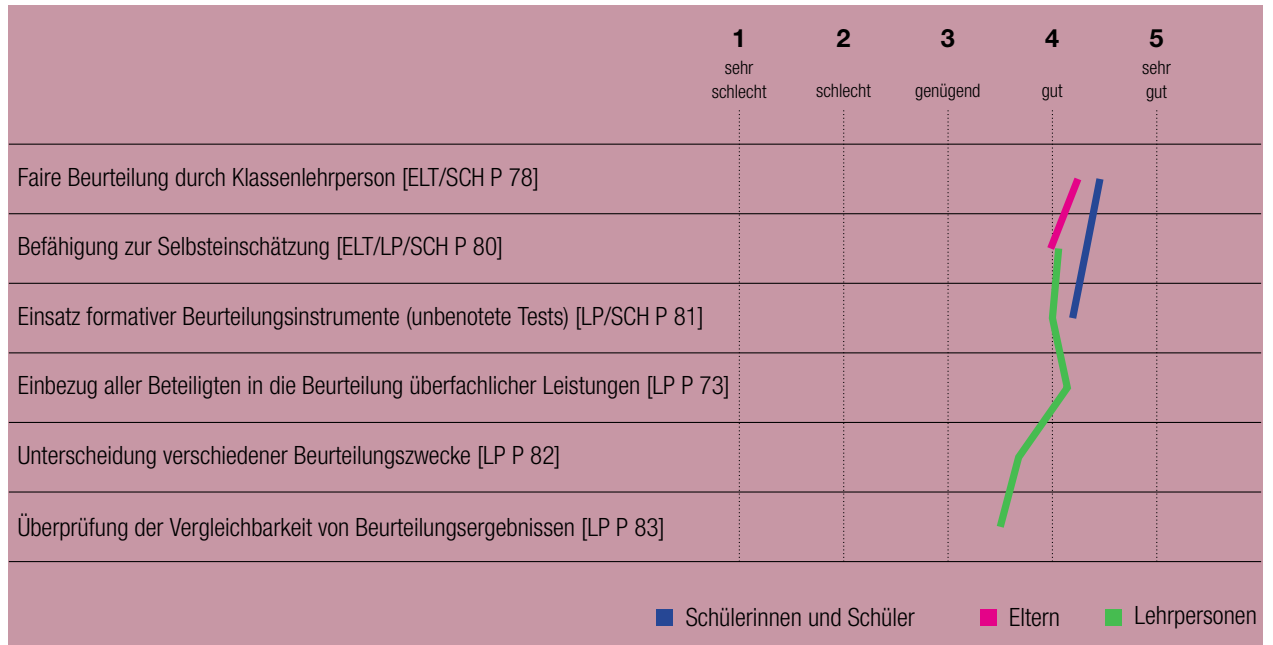 1 2 3 4 5
sehr sehr
schlecht schlecht genügend gut gut
Faire Beurteilung durch Klassenlehrperson [ELT/SCH P 78]
Befähigung zur Selbsteinschätzung [ELT/LP/SCH P 80]
Einsatz formativer Beurteilungsinstrumente (unbenotete Tests) [LP/SCH P 81]
Einbezug aller Beteiligten in die Beurteilung überfachlicher Leistungen [LP P 73]
Unterscheidung verschiedener Beurteilungszwecke [LP P 82]
Überprüfung der Vergleichbarkeit von Beurteilungsergebnissen [LP P 83]
Schülerinnen und Schüler Eltern Lehrpersonen